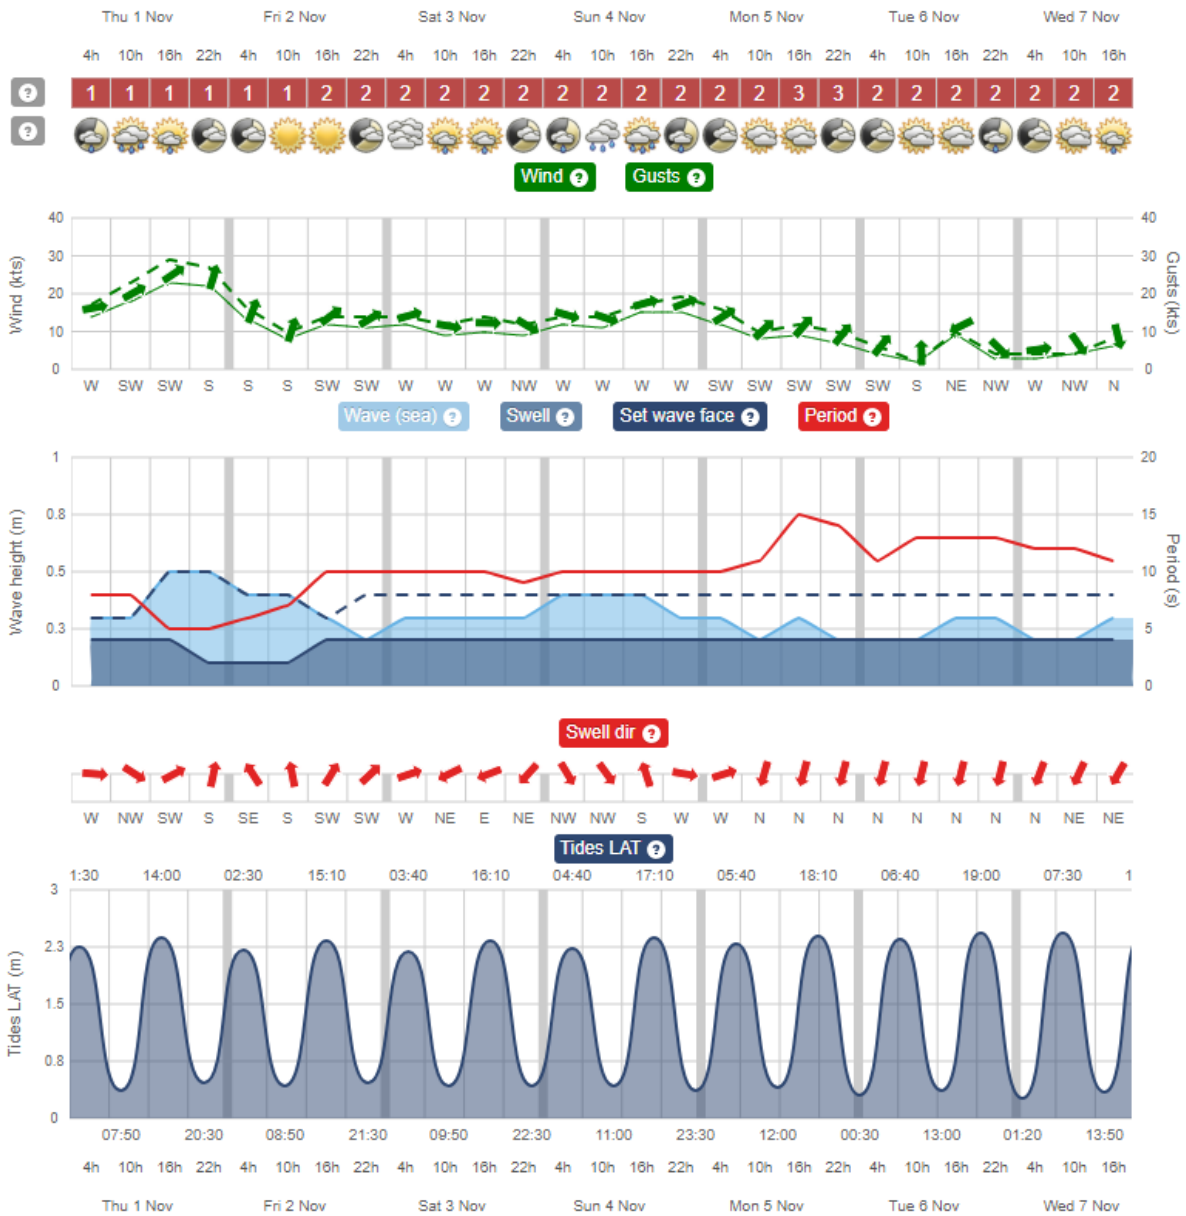 Thu 1 Nov Fri 2 Nov Sat 3 Nov Sun 4 Nov Mon 5 Nov Tue 6 Nov Wed 7 Nov
4h 10h 16h 22h 4h 10h 16h 22h 4h 10h 16h 22h 4h 10h 16h 22h 4h 10h 16h 22h 4h 10h 16h 22h 4h 10h 16h
? 1 1 1 1 1 1 2 2 2 2 2 2 2 2 2 2 2 2 3 3 2 2 2 2 2 2 2
?
Wind ? Gusts ?
40 40
30 30
20 20
10 10
0 0
Wind (kts)
Gusts (kts)
W SW SW S S S SW SW W W W NW W W W W SW SW SW SW SW S NE NW W NW N
Wave (sea) ? Swell ? Set wave face ? Period ?
1 20
0.8 15
0.5 10
0.3 5
0 0
Wave height (m)
Period (s)
Swell dir ?
W NW SW S SE S SW SW W NE E NE NW NW S W W N N N N N N N N NE NE
Tides LAT ?
1:30 14:00 02:30 15:10 03:40 16:10 04:40 17:10 05:40 18:10 06:40 19:00 07:30 1
3
2.3
1.5
0.8
0
Tides LAT (m)
07:50 20:30 08:50 21:30 09:50 22:30 11:00 23:30 12:00 00:30 13:00 01:20 13:50
4h 10h 16h 22h 4h 10h 16h 22h 4h 10h 16h 22h 4h 10h 16h 22h 4h 10h 16h 22h 4h 10h 16h 22h 4h 10h 16h
Thu 1 Nov Fri 2 Nov Sat 3 Nov Sun 4 Nov Mon 5 Nov Tue 6 Nov Wed 7 Nov